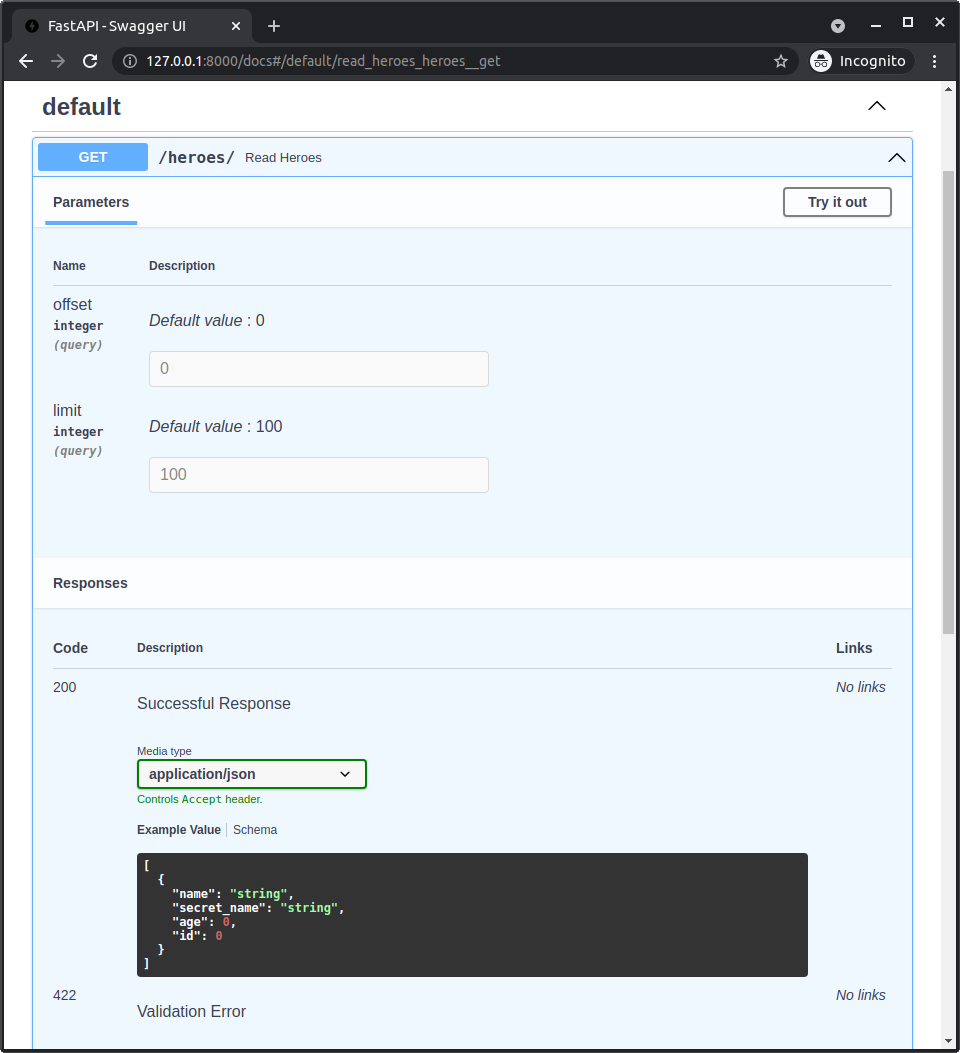 FastAPI - Swagger UI
127.0.0.1:8000/docs#/default/read_heroes_heroes__get
Incognito
default
GET /heroes/ Read Heroes
Parameters
Try it out
Name Description
offset
integer
(query)
Default value : 0
0
limit
integer
(query)
Default value : 100
100
Responses
Code Description Links
200
Successful Response
No links
Media type
application/json
Controls Accept header.
Example Value Schema
[
  {
    "name": "string",
    "secret_name": "string",
    "age": 0,
    "id": 0
  }
]
422
Validation Error
No links